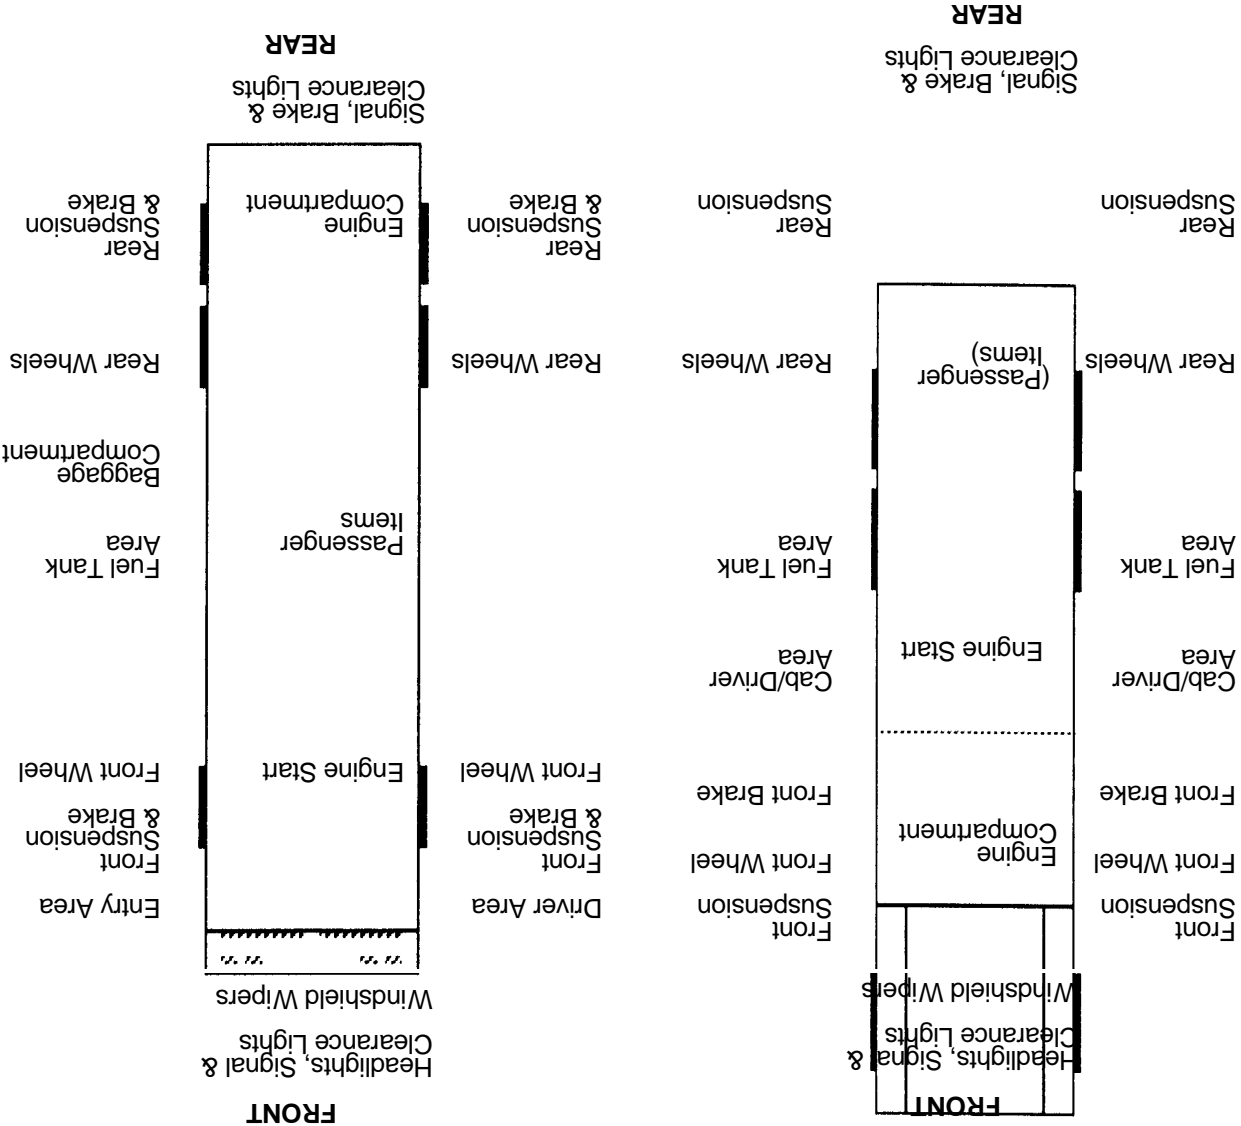 FRONT
Headlights, Signal &
Clearance Lights
Windshield Wipers
Front
Suspension
Front Wheel
Front Brake
Cab/Driver
Area
Fuel Tank
Area
Rear Wheels
Rear
Suspension
Engine
Compartment
Engine Start
(Passenger
Items)
Front
Suspension
Front Wheel
Front Brake
Cab/Driver
Area
Fuel Tank
Area
Rear Wheels
Rear
Suspension
Signal, Brake &
Clearance Lights
REAR
FRONT
Headlights, Signal &
Clearance Lights
Windshield Wipers
Driver Area
Front
Suspension
& Brake
Front Wheel
Rear Wheels
Rear
Suspension
& Brake
Engine Start
Passenger
Items
Engine
Compartment
Entry Area
Front
Suspension
& Brake
Front Wheel
Fuel Tank
Area
Baggage
Compartment
Rear Wheels
Rear
Suspension
& Brake
Signal, Brake &
Clearance Lights
REAR